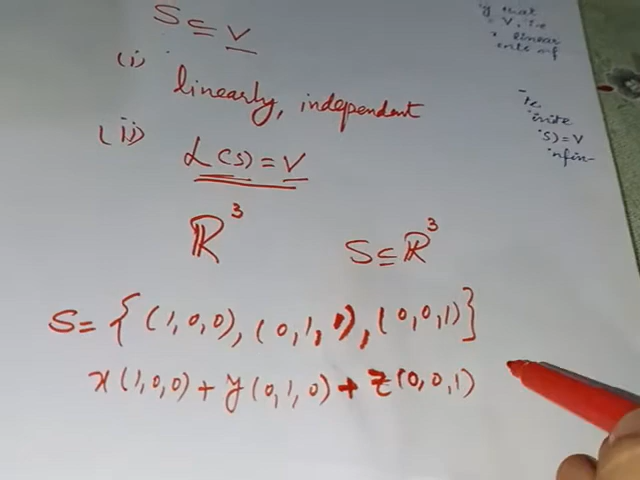 S ⊆ V
(i) linearly, independent
(ii) L(S) = V
ℝ³ S ⊆ ℝ³
S = {(1,0,0), (0,1,0), (0,0,1)}
x(1,0,0) + y(0,1,0) + z(0,0,1)
V, i.e
linear
S) = V